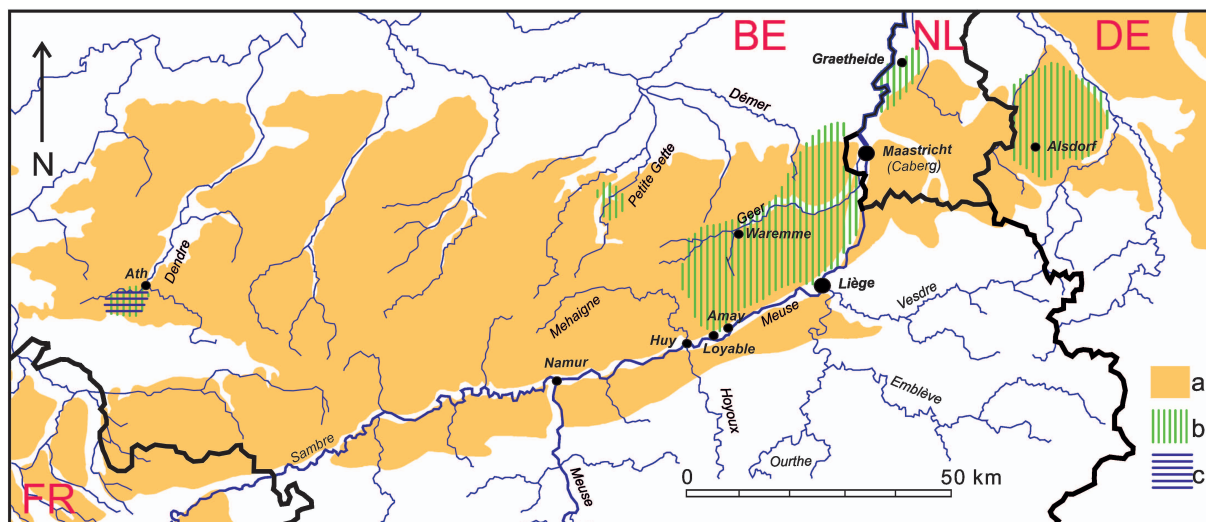 BE
NL
DE
Graetheide
Démer
N
Maastricht
(Caberg)
Alsdorf
Petite Gette
Geer
Waremme
Dendre
Ath
Liège
Vesdre
Mehaigne
Meuse
Amay
Huy
Loyable
Namur
Hoyoux
Emblève
a
Sambre
b
Ourthe
0
50 km
c
Meuse
FR